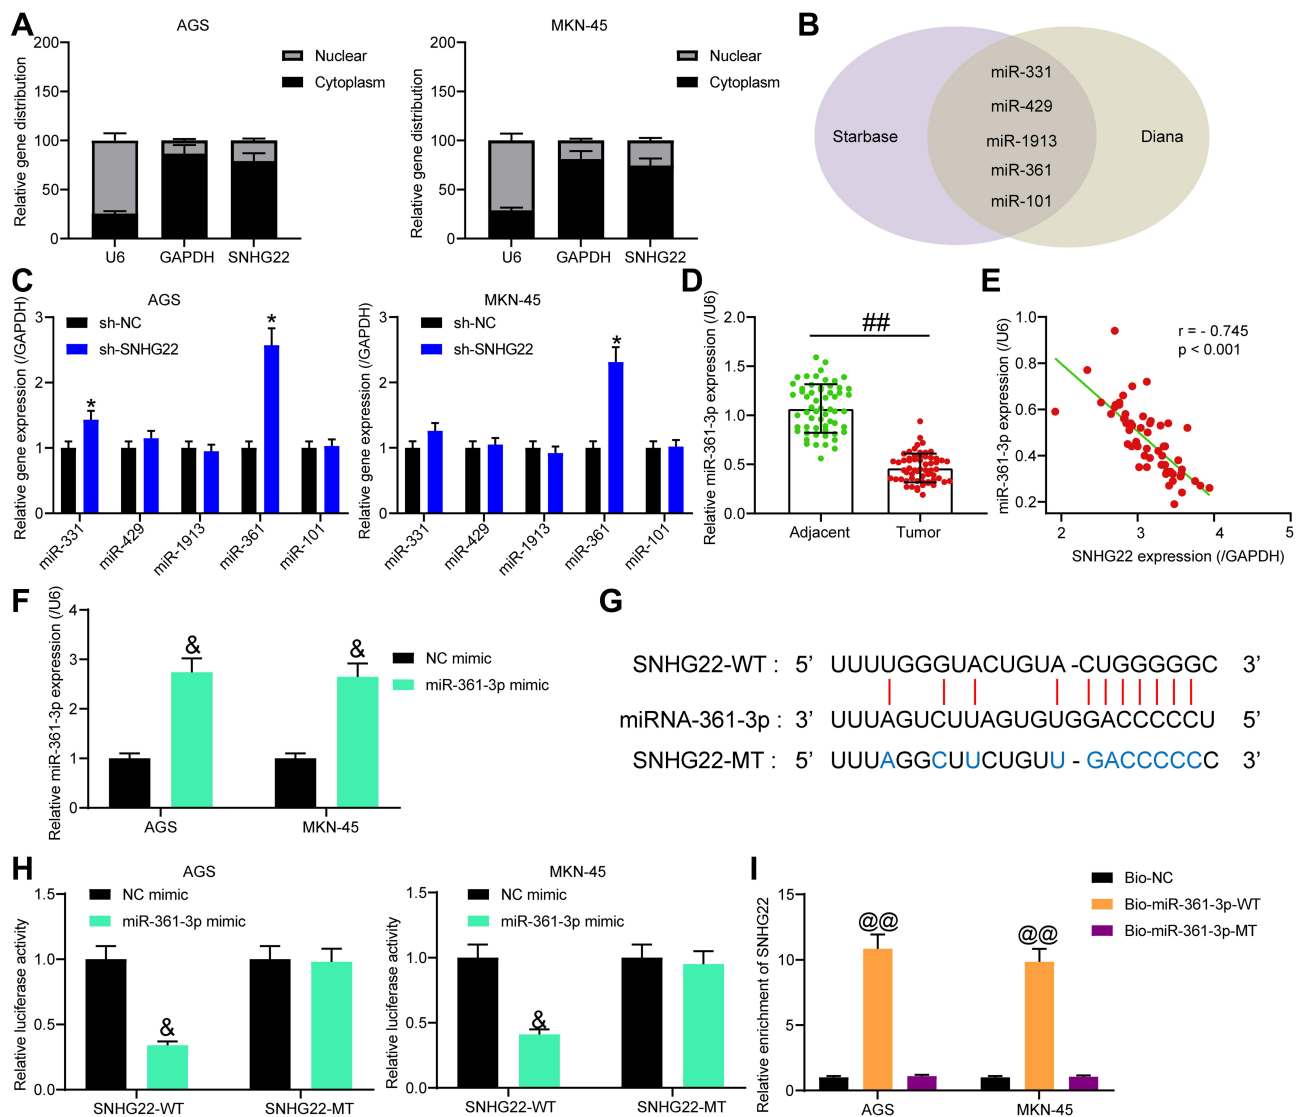 A
AGS
Relative gene distribution
200
150
100
50
0
Nuclear
Cytoplasm
U6 GAPDH SNHG22
MKN-45
Relative gene distribution
200
150
100
50
0
Nuclear
Cytoplasm
U6 GAPDH SNHG22
B
Starbase
miR-331
miR-429
miR-1913
miR-361
miR-101
Diana
C
AGS
Relative gene expression (/GAPDH)
3
2
1
0
sh-NC
sh-SNHG22
* *
miR-331 miR-429 miR-1913 miR-361 miR-101
MKN-45
Relative gene expression (/GAPDH)
3
2
1
0
sh-NC
sh-SNHG22
*
miR-331 miR-429 miR-1913 miR-361 miR-101
D
Relative miR-361-3p expression (/U6)
2.0
1.5
1.0
0.5
0.0
##
Adjacent Tumor
E
miR-361-3p expression (/U6)
1.0
0.8
0.6
0.4
0.2
r = - 0.745
p < 0.001
2 3 4 5
SNHG22 expression (/GAPDH)
F
Relative miR-361-3p expression (/U6)
4
3
2
1
0
& &
NC mimic
miR-361-3p mimic
AGS MKN-45
G
SNHG22-WT : 5’ UUUUGGGUACUGUA -CUGGGGGC 3’
miRNA-361-3p : 3’ UUUAGUCUUAGUGUGGACCCCCU 5’
SNHG22-MT : 5’ UUUAGGCUUCUGUU - GACCCCCC 3’
H
AGS
Relative luciferase activity
1.5
1.0
0.5
0.0
NC mimic
miR-361-3p mimic
&
SNHG22-WT SNHG22-MT
MKN-45
Relative luciferase activity
1.5
1.0
0.5
0.0
NC mimic
miR-361-3p mimic
&
SNHG22-WT SNHG22-MT
I
Relative enrichment of SNHG22
15
10
5
0
@@ @@
Bio-NC
Bio-miR-361-3p-WT
Bio-miR-361-3p-MT
AGS MKN-45